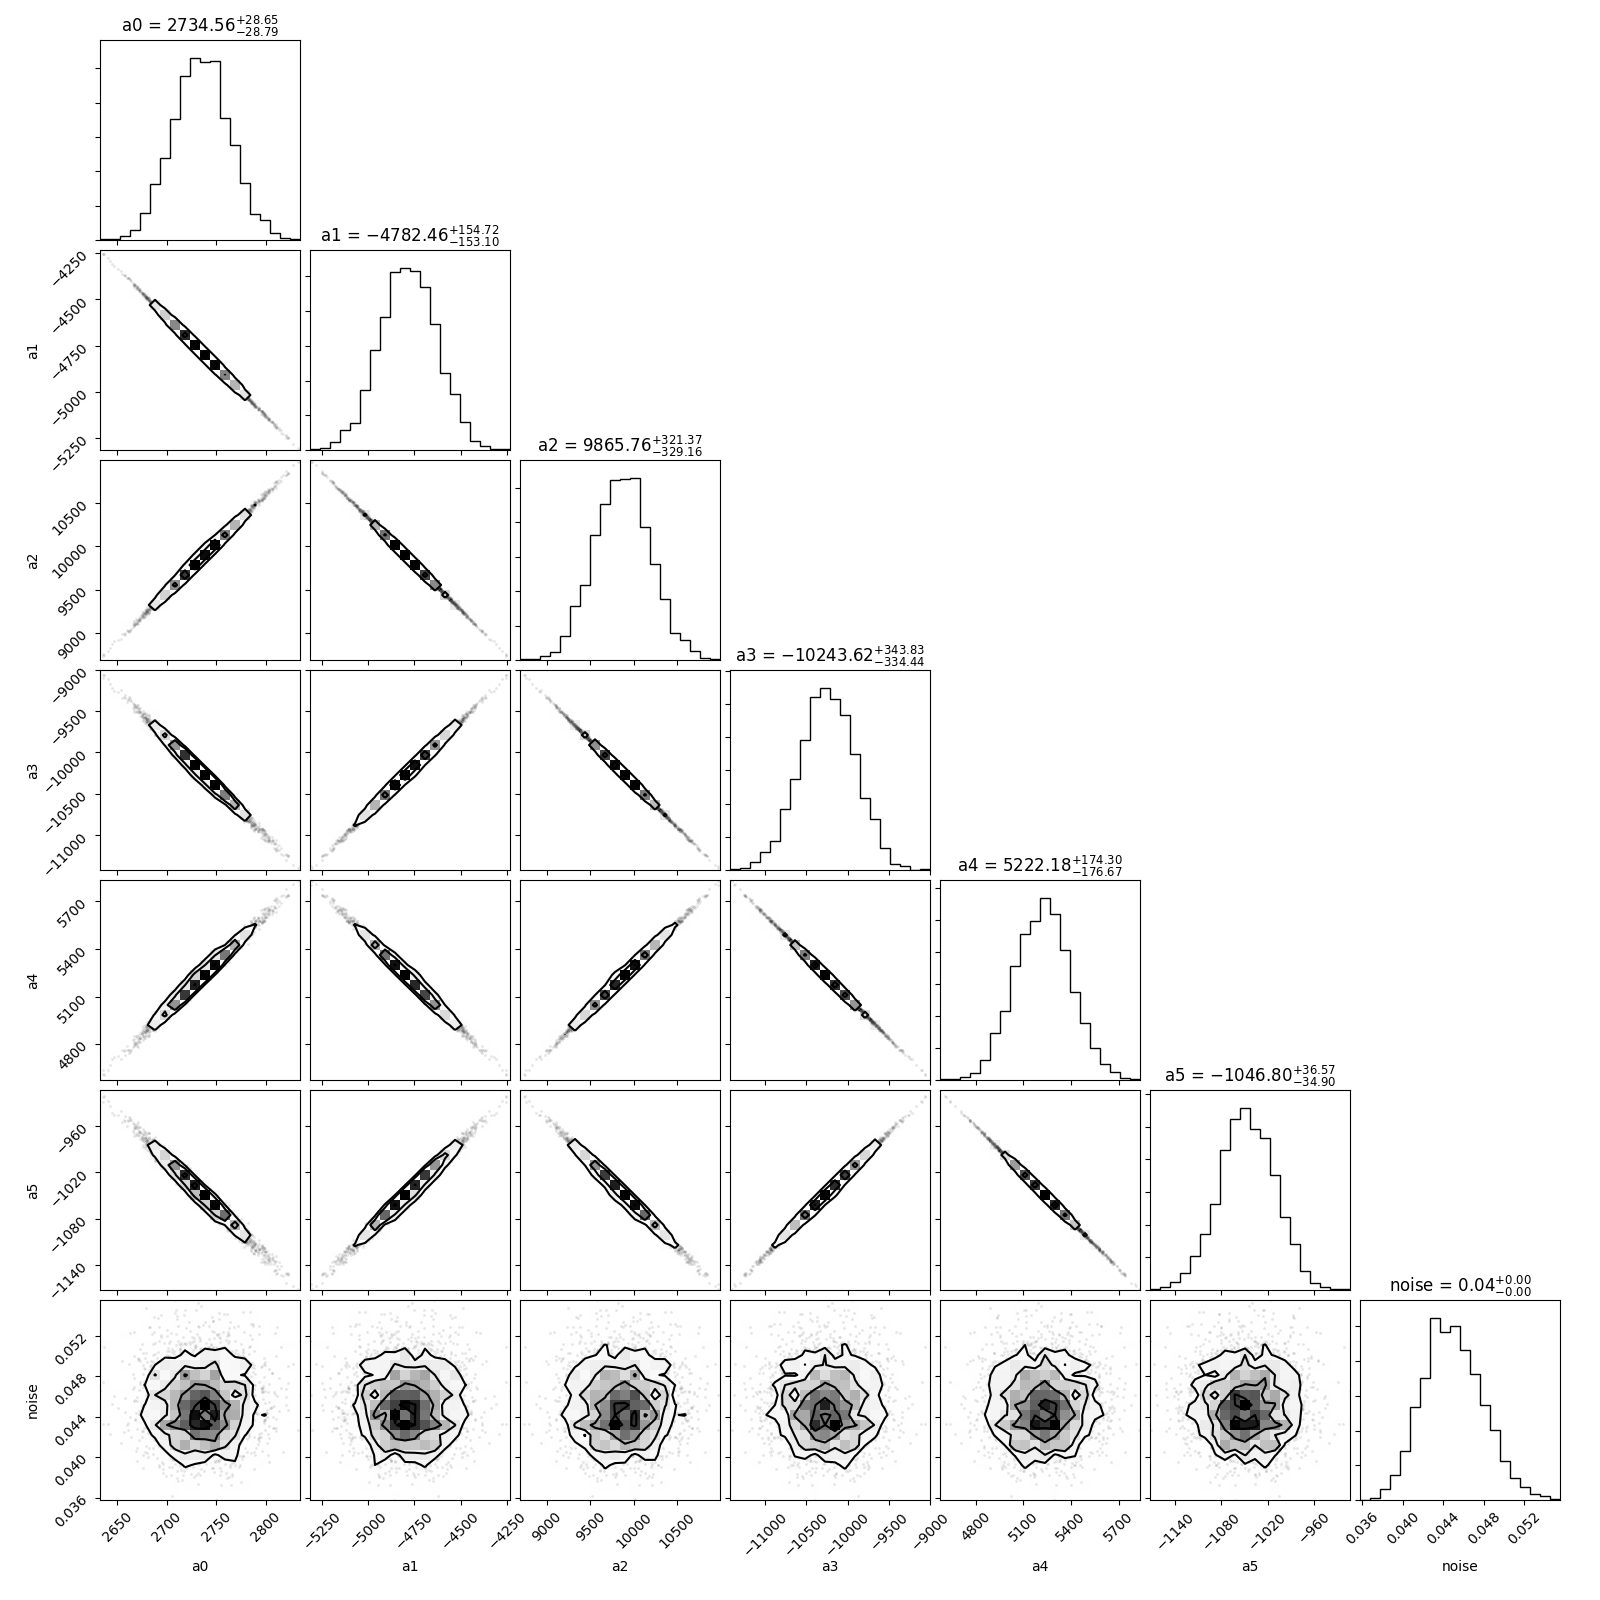 a0 = 2734.56+28.65 −28.79
a1 = −4782.46+154.72 −153.10
−4250
−4500
−4750
−5000
−5250
a1
a2 = 9865.76+321.37 −329.16
10500
10000
9500
9000
a2
a3 = −10243.62+343.83 −334.44
−9000
−9500
−10000
−10500
−11000
a3
a4 = 5222.18+174.30 −176.67
5700
5400
5100
4800
a4
a5 = −1046.80+36.57 −34.90
−960
−1020
−1080
−1140
a5
noise = 0.04+0.00 −0.00
0.052
0.048
0.044
0.040
0.036
noise
2650 2700 2750 2800
−5250 −5000 −4750 −4500 −4250
9000 9500 10000 10500
−11000 −10500 −10000 −9500 −9000
4800 5100 5400 5700
−1140 −1080 −1020 −960
0.036 0.040 0.044 0.048 0.052
a0 a1 a2 a3 a4 a5 noise